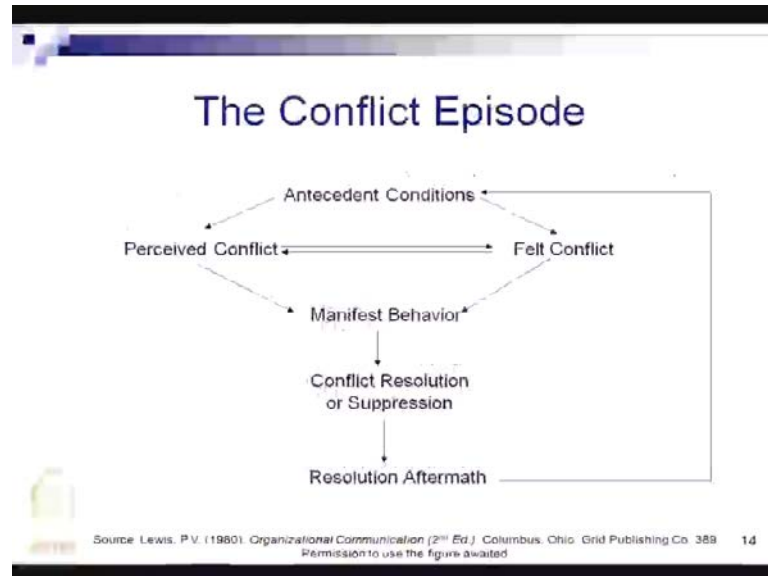 The Conflict Episode
Antecedent Conditions
Perceived Conflict
Felt Conflict
Manifest Behavior
Conflict Resolution
or Suppression
Resolution Aftermath
Source: Lewis, P.V. (1980). Organizational Communication (2nd Ed.). Columbus, Ohio: Grid Publishing Co. 389
Permission to use the figure awaited
14